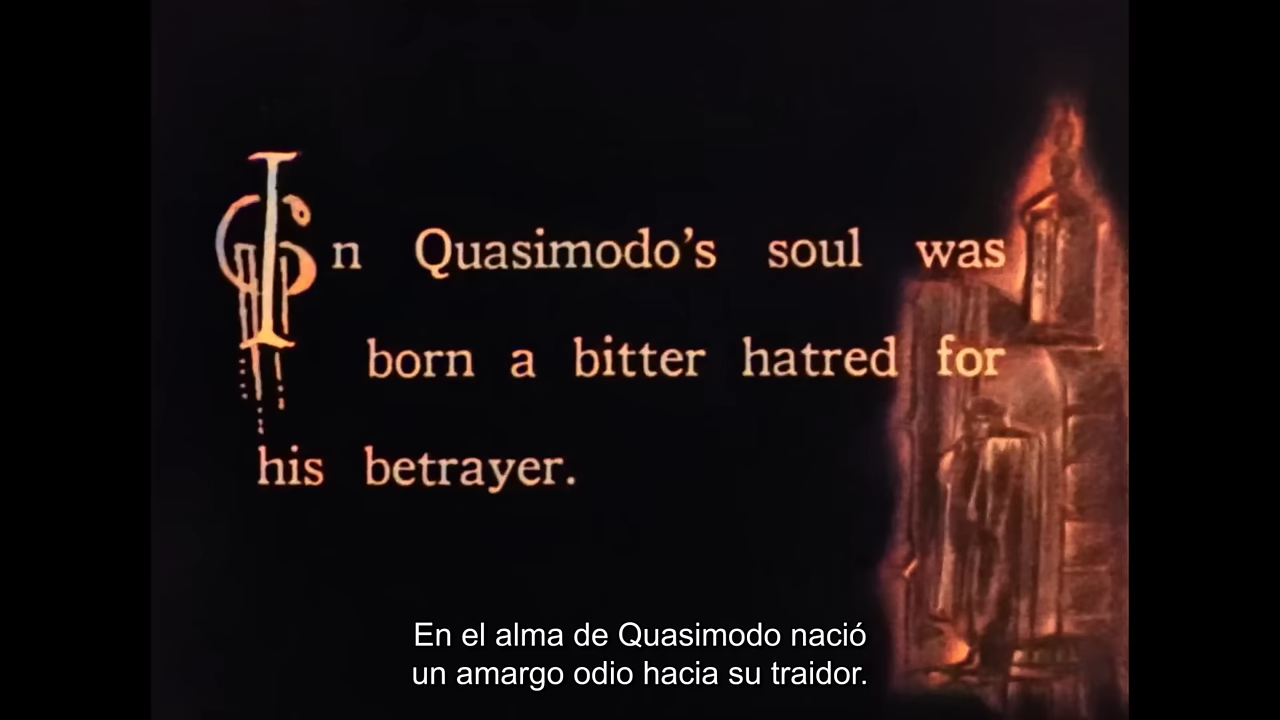 In Quasimodo's soul was
born a bitter hatred for
his betrayer.
En el alma de Quasimodo nació
un amargo odio hacia su traidor.